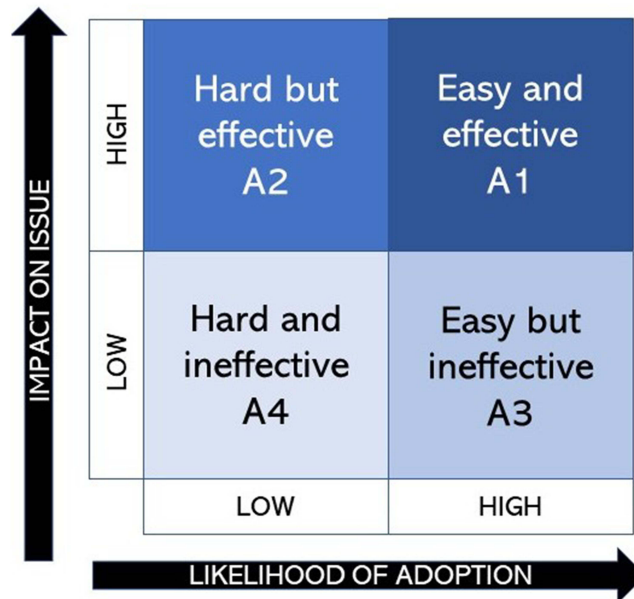 IMPACT ON ISSUE
HIGH
Hard but
effective
A2
Easy and
effective
A1
LOW
Hard and
ineffective
A4
Easy but
ineffective
A3
LOW
HIGH
LIKELIHOOD OF ADOPTION